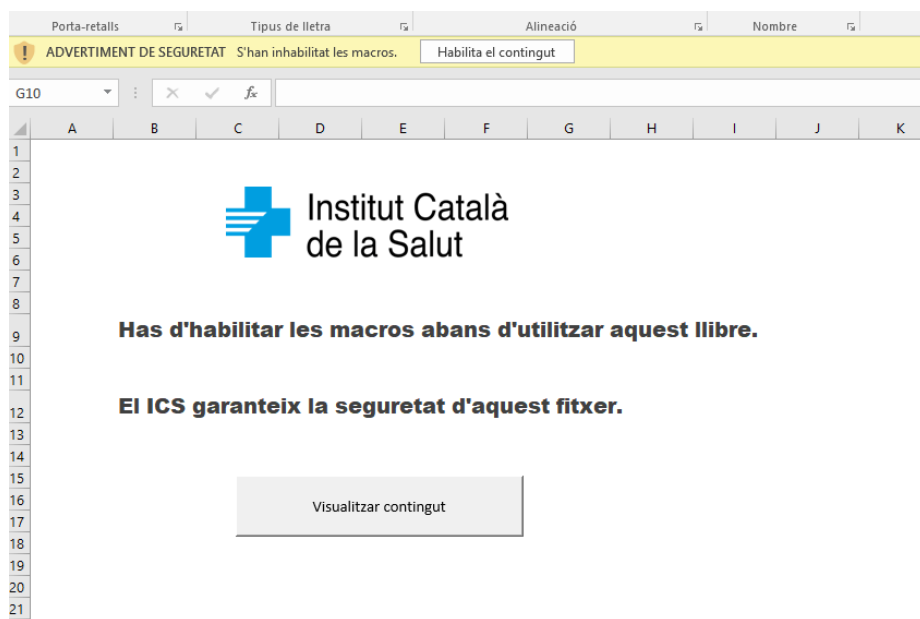 Porta-retalls Tipus de lletra Alineació Nombre
ADVERTIMENT DE SEGURETAT S'han inhabilitat les macros. Habilita el contingut
G10 fx
A B C D E F G H I J K
1
2
3
4
5
6
7
8
9
10
11
12
13
14
15
16
17
18
19
20
21
Institut Català
de la Salut
Has d'habilitar les macros abans d'utilitzar aquest llibre.
El ICS garanteix la seguretat d'aquest fitxer.
Visualitzar contingut